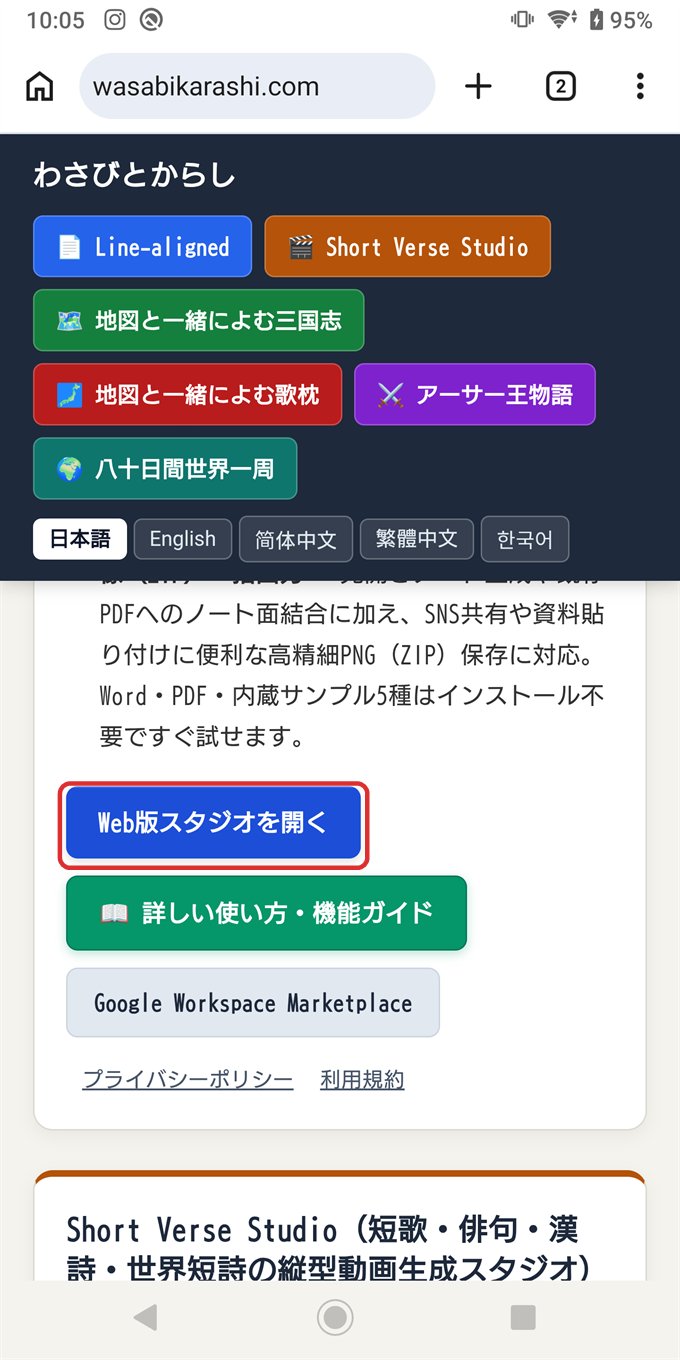 10:05 95%
wasabikarashi.com 2
わさびとからし
Line-aligned Short Verse Studio
地図と一緒によむ三国志
地図と一緒によむ歌枕 アーサー王物語
八十日間世界一周
日本語 English 简体中文 繁體中文 한국어
PDFへのノート面結合に加え、SNS共有や資料貼
り付けに便利な高精細PNG（ZIP）保存に対応。
Word・PDF・内蔵サンプル5種はインストール不
要ですぐ試せます。
Web版スタジオを開く
詳しい使い方・機能ガイド
Google Workspace Marketplace
プライバシーポリシー 利用規約
Short Verse Studio（短歌・俳句・漢
詩・世界短詩の縦型動画生成スタジオ）